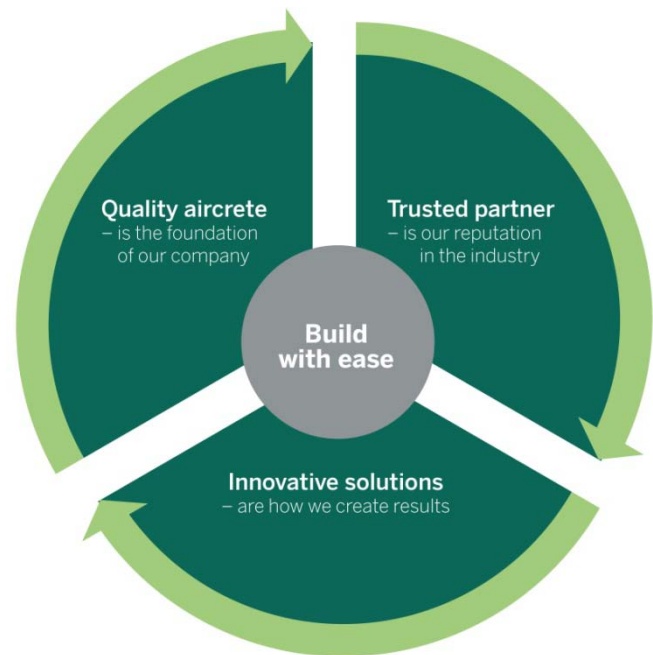 Quality aircrete
– is the foundation
of our company
Trusted partner
– is our reputation
in the industry
Build
with ease
Innovative solutions
– are how we create results